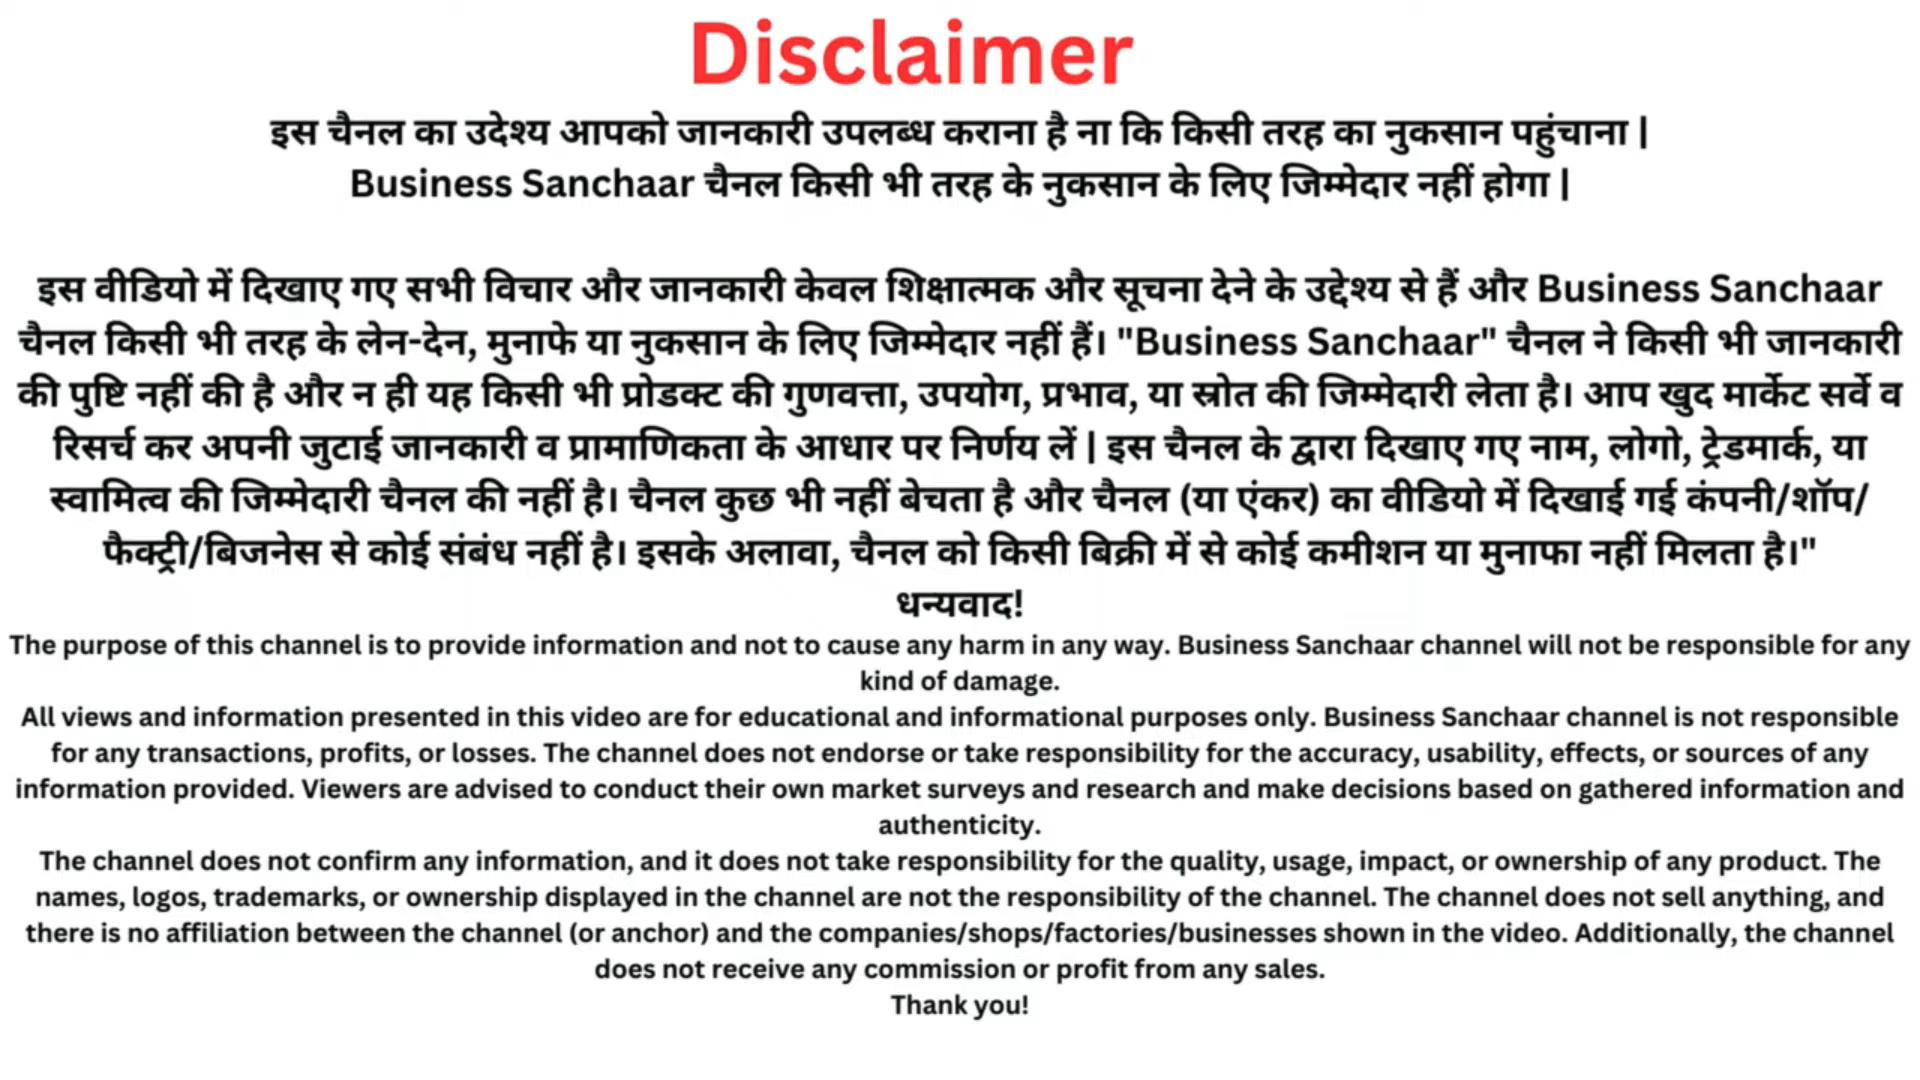 Disclaimer
इस चैनल का उदेश्य आपको जानकारी उपलब्ध कराना है ना कि किसी तरह का नुकसान पहुंचाना |
Business Sanchaar चैनल किसी भी तरह के नुकसान के लिए जिम्मेदार नहीं होगा |
इस वीडियो में दिखाए गए सभी विचार और जानकारी केवल शिक्षात्मक और सूचना देने के उद्देश्य से हैं और Business Sanchaar
चैनल किसी भी तरह के लेन-देन, मुनाफे या नुकसान के लिए जिम्मेदार नहीं हैं। "Business Sanchaar" चैनल ने किसी भी जानकारी
की पुष्टि नहीं की है और न ही यह किसी भी प्रोडक्ट की गुणवत्ता, उपयोग, प्रभाव, या स्रोत की जिम्मेदारी लेता है। आप खुद मार्केट सर्वे व
रिसर्च कर अपनी जुटाई जानकारी व प्रामाणिकता के आधार पर निर्णय लें | इस चैनल के द्वारा दिखाए गए नाम, लोगो, ट्रेडमार्क, या
स्वामित्व की जिम्मेदारी चैनल की नहीं है। चैनल कुछ भी नहीं बेचता है और चैनल (या एंकर) का वीडियो में दिखाई गई कंपनी/शॉप/
फैक्ट्री/बिजनेस से कोई संबंध नहीं है। इसके अलावा, चैनल को किसी बिक्री में से कोई कमीशन या मुनाफा नहीं मिलता है।"
धन्यवाद!
The purpose of this channel is to provide information and not to cause any harm in any way. Business Sanchaar channel will not be responsible for any
kind of damage.
All views and information presented in this video are for educational and informational purposes only. Business Sanchaar channel is not responsible
for any transactions, profits, or losses. The channel does not endorse or take responsibility for the accuracy, usability, effects, or sources of any
information provided. Viewers are advised to conduct their own market surveys and research and make decisions based on gathered information and
authenticity.
The channel does not confirm any information, and it does not take responsibility for the quality, usage, impact, or ownership of any product. The
names, logos, trademarks, or ownership displayed in the channel are not the responsibility of the channel. The channel does not sell anything, and
there is no affiliation between the channel (or anchor) and the companies/shops/factories/businesses shown in the video. Additionally, the channel
does not receive any commission or profit from any sales.
Thank you!